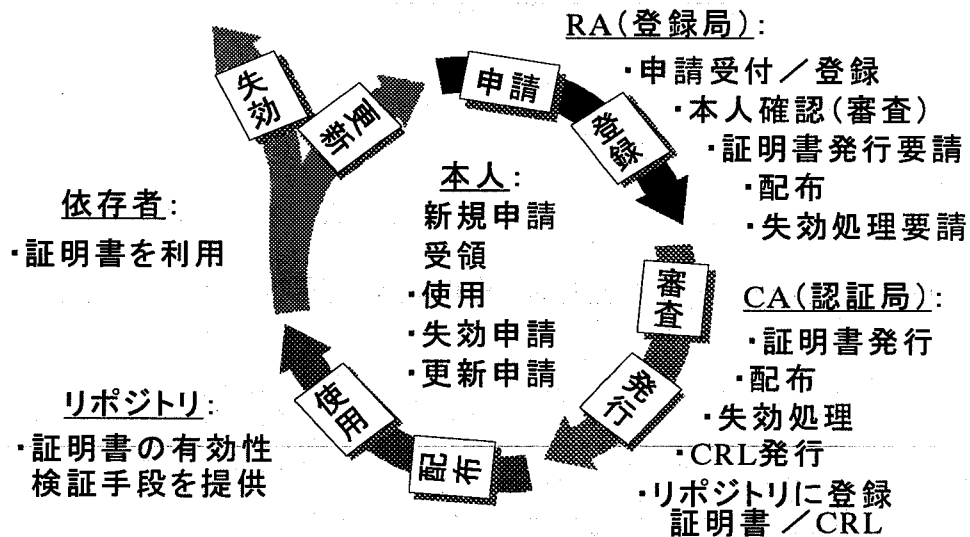 RA(登録局):
・申請受付／登録
・本人確認(審査)
・証明書発行要請
・配布
・失効処理要請
申請
登録
審査
発行
配布
使用
更新
失効
本人:
新規申請
受領
・使用
・失効申請
・更新申請
CA(認証局):
・証明書発行
・配布
・失効処理
・CRL発行
・リポジトリに登録
証明書／CRL
依存者:
・証明書を利用
リポジトリ:
・証明書の有効性
検証手段を提供